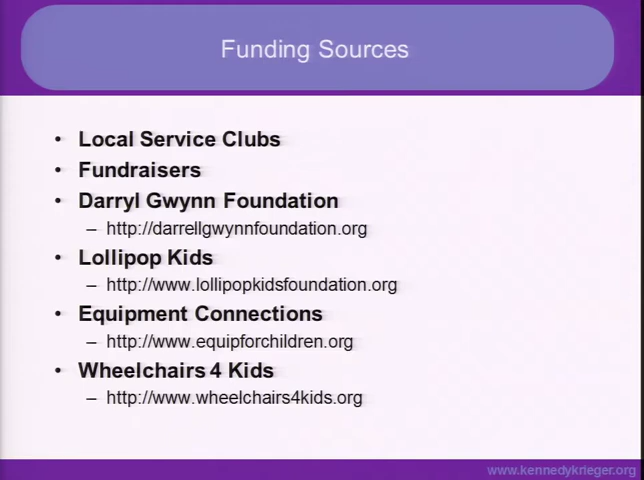 Funding Sources
• Local Service Clubs
• Fundraisers
• Darryl Gwynn Foundation
– http://darrellgwynnfoundation.org
• Lollipop Kids
– http://www.lollipopkidsfoundation.org
• Equipment Connections
– http://www.equipforchildren.org
• Wheelchairs 4 Kids
– http://www.wheelchairs4kids.org
www.kennedykrieger.org